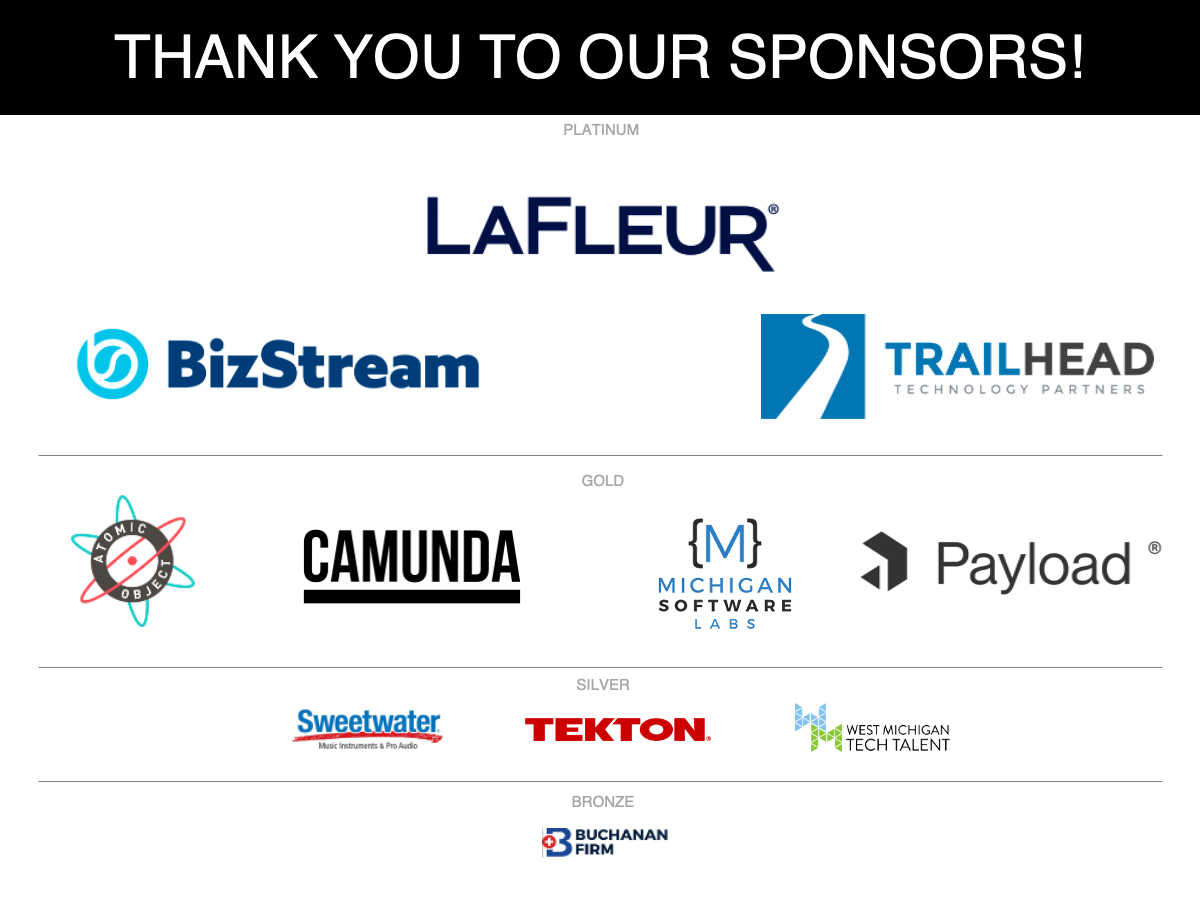 THANK YOU TO OUR SPONSORS!
PLATINUM
LAFLEUR®
BizStream
TRAILHEAD
TECHNOLOGY PARTNERS
GOLD
ATOMIC
OBJECT
CAMUNDA
{M}
MICHIGAN
SOFTWARE
LABS
Payload ®
SILVER
Sweetwater®
Music Instruments & Pro Audio
TEKTON®
WEST MICHIGAN
TECH TALENT
BRONZE
B BUCHANAN
FIRM